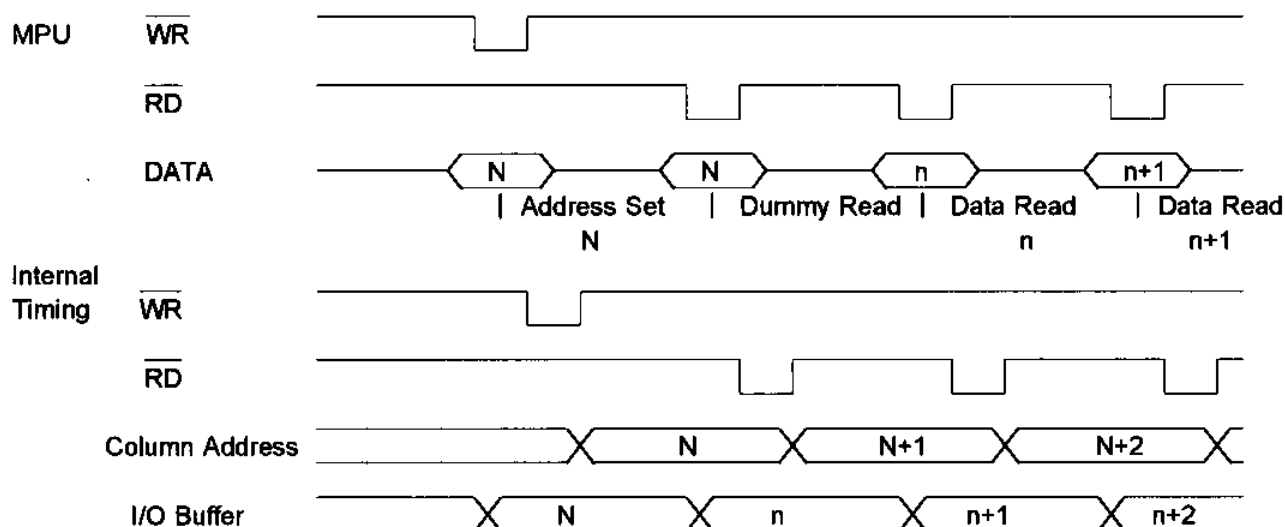 MPU WR
RD
DATA N N n n+1
| Address Set | Dummy Read | Data Read | Data Read
N n n+1
Internal
Timing WR
RD
Column Address N N+1 N+2
I/O Buffer N n n+1 n+2